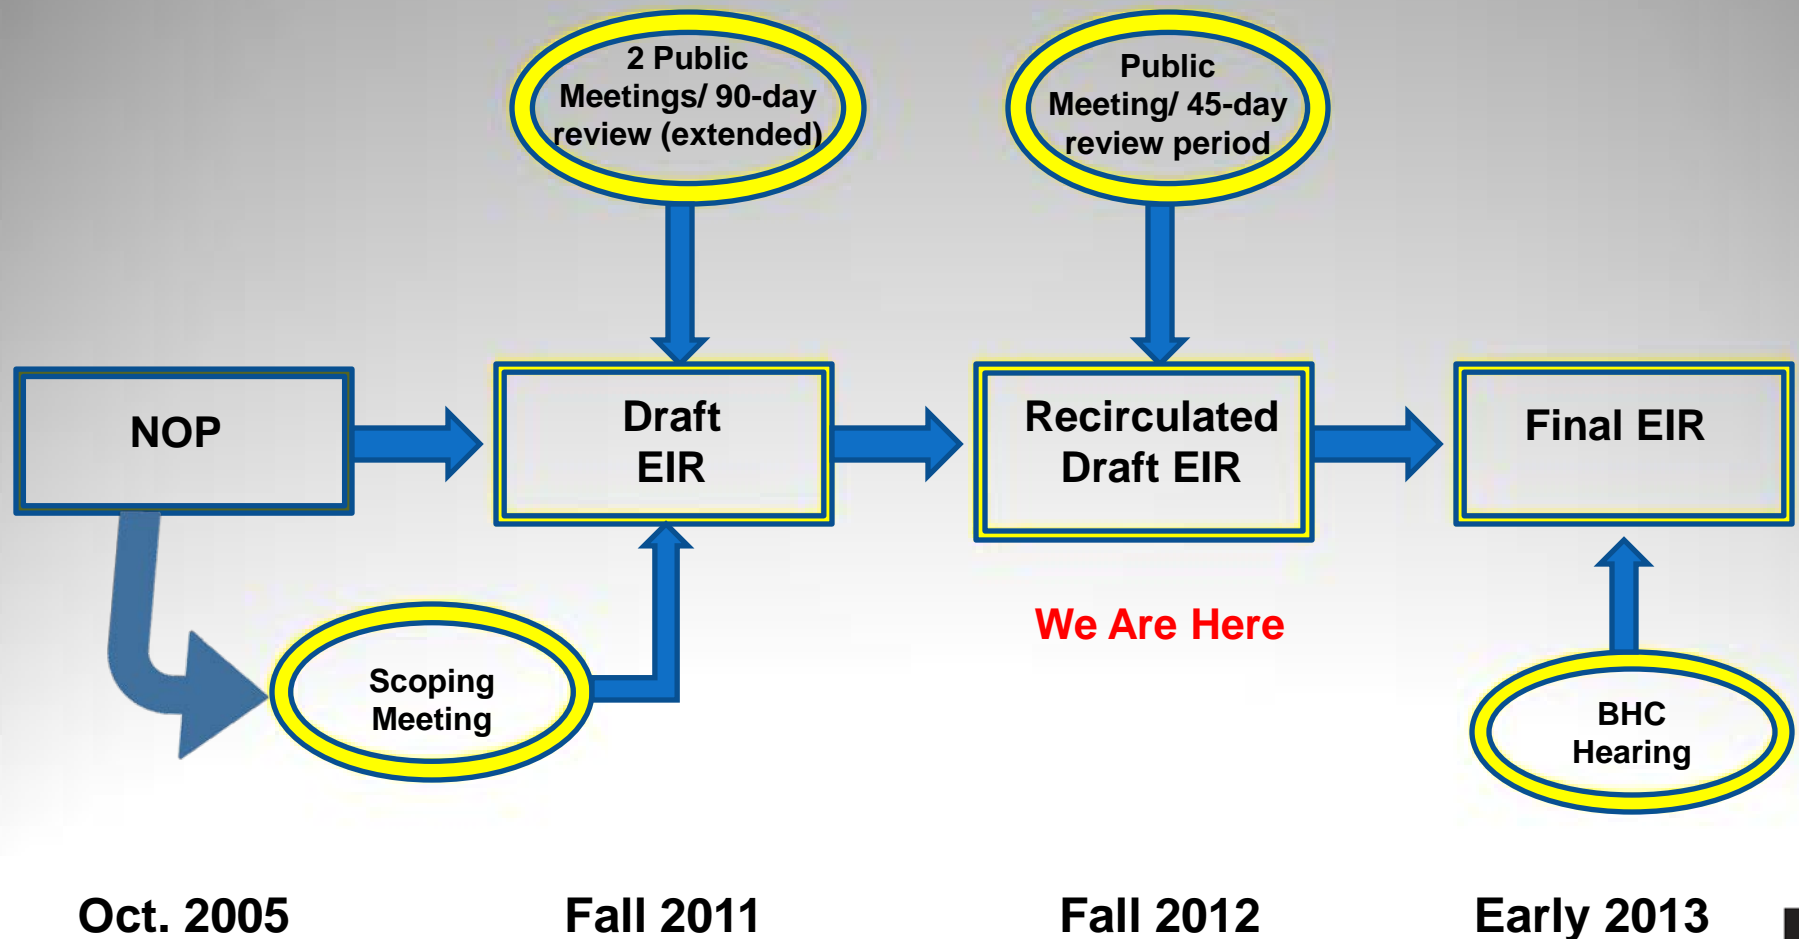 2 Public
Meetings/ 90-day
review (extended)
Public
Meeting/ 45-day
review period
NOP
Draft
EIR
Recirculated
Draft EIR
Final EIR
We Are Here
Scoping
Meeting
BHC
Hearing
Oct. 2005
Fall 2011
Fall 2012
Early 2013